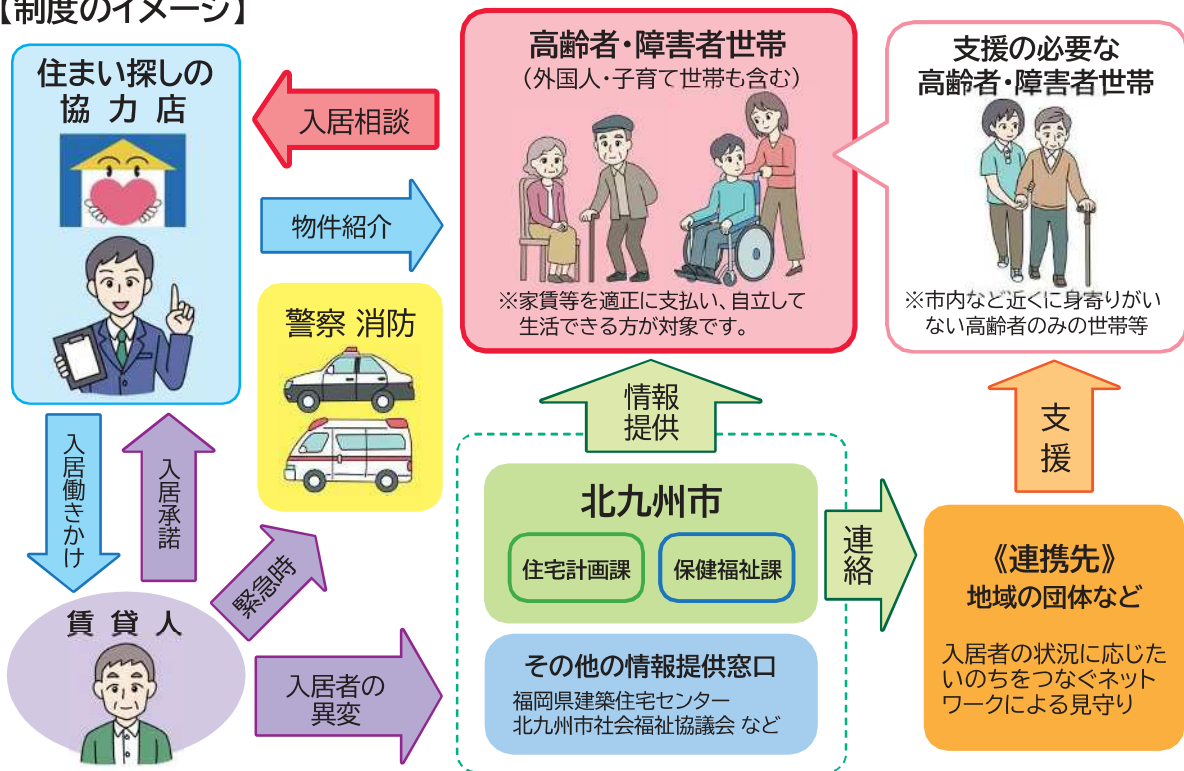 【制度のイメージ】
住まい探しの
協力店
入居相談
物件紹介
高齢者・障害者世帯
（外国人・子育て世帯も含む）
※家賃等を適正に支払い、自立して
生活できる方が対象です。
支援の必要な
高齢者・障害者世帯
※市内など近くに身寄りがい
ない高齢者のみの世帯等
警察 消防
入居働きかけ
入居承諾
緊急時
賃貸人
入居者の
異変
情報
提供
北九州市
住宅計画課
保健福祉課
その他の情報提供窓口
福岡県建築住宅センター
北九州市社会福祉協議会 など
連絡
支援
《連携先》
地域の団体など
入居者の状況に応じた
いのちをつなぐネット
ワークによる見守り